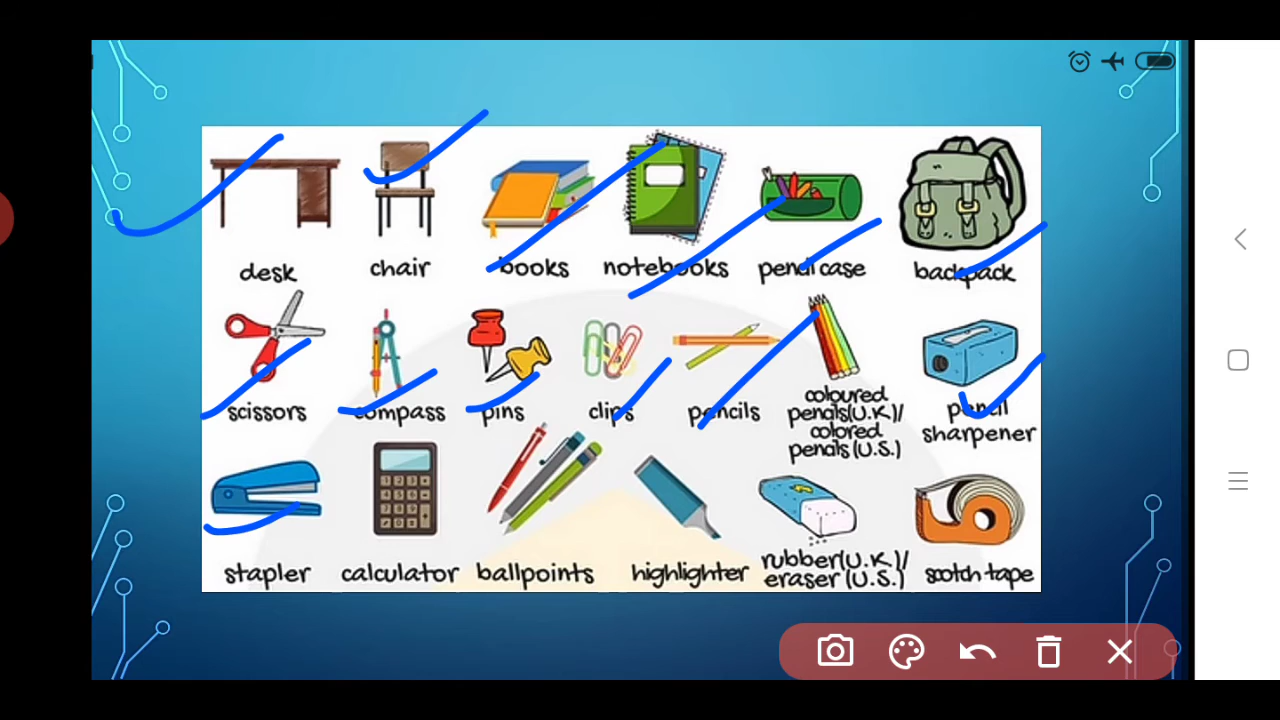 desk chair books notebooks pencil case backpack
scissors compass pins clips pencils coloured pencils(U.K.)/ colored pencils (U.S.) pencil sharpener
stapler calculator ballpoints highlighter rubber(U.K.)/ eraser (U.S.) scotch tape